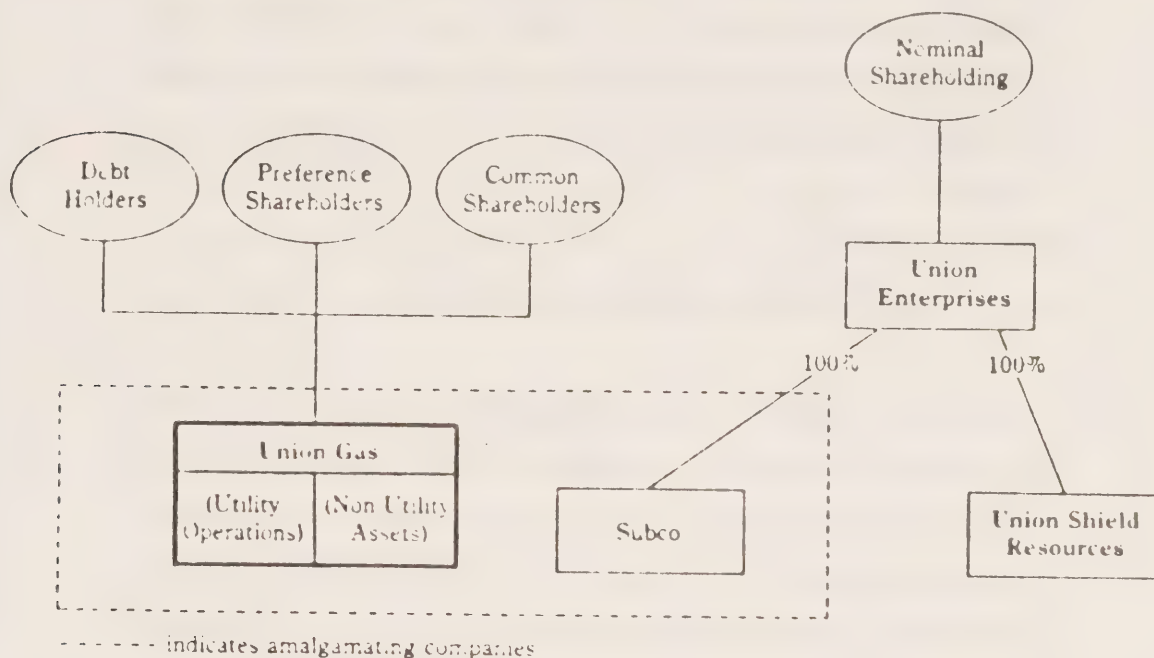 Nominal
Shareholding
Debt
Holders
Preference
Shareholders
Common
Shareholders
Union
Enterprises
100%
100%
Union Gas
(Utility
Operations)
(Non Utility
Assets)
Subco
Union Shield
Resources
- - - - - indicates amalgamating companies